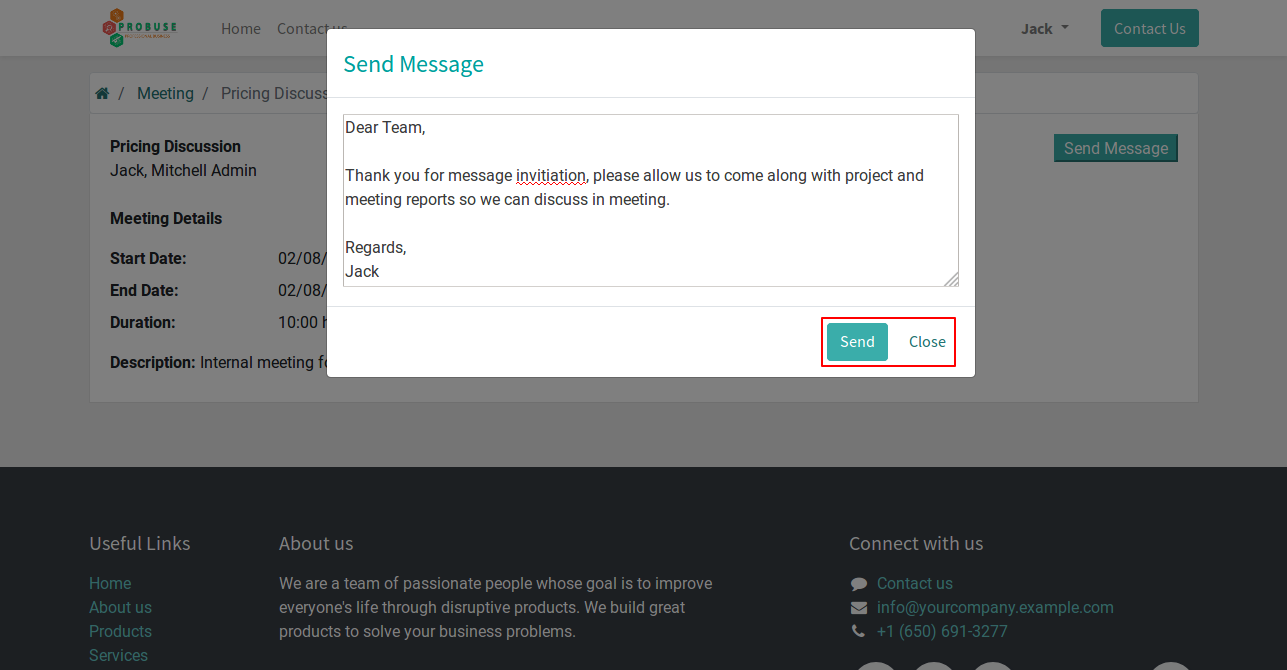 PROBUSE
Home
Contact us
Jack
Contact Us
Send Message
/ Meeting / Pricing Discuss
Dear Team,
Thank you for message invitiation, please allow us to come along with project and
meeting reports so we can discuss in meeting.
Regards,
Jack
Send
Close
Pricing Discussion
Jack, Mitchell Admin
Send Message
Meeting Details
Start Date: 02/08/
End Date: 02/08/
Duration: 10:00 h
Description: Internal meeting fo
Useful Links
Home
About us
Products
Services
About us
We are a team of passionate people whose goal is to improve
everyone's life through disruptive products. We build great
products to solve your business problems.
Connect with us
Contact us
info@yourcompany.example.com
+1 (650) 691-3277